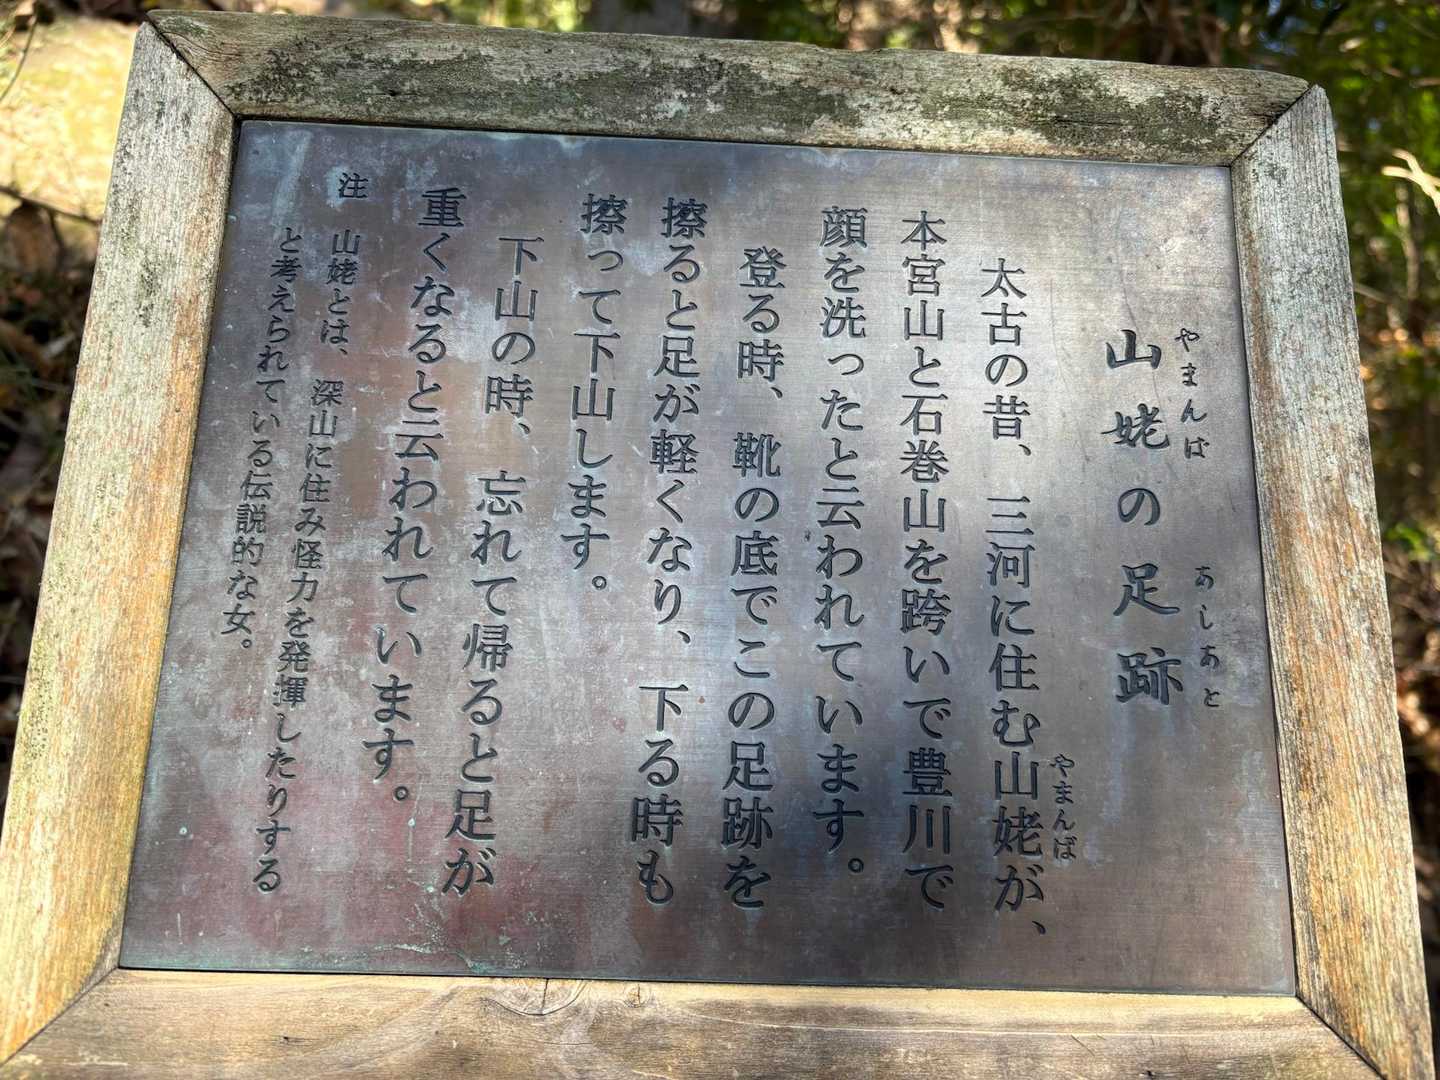 山姥の足跡
やまんば
あしあと
太古の昔、三河に住む山姥が、
やまんば
本宮山と石巻山を跨いで豊川で
顔を洗ったと云われています。
登る時、靴の底でこの足跡を
擦ると足が軽くなり、下る時も
擦って下山します。
下山の時、忘れて帰ると足が
重くなると云われています。
注 山姥とは、深山に住み怪力を発揮したりする
と考えられている伝説的な女。